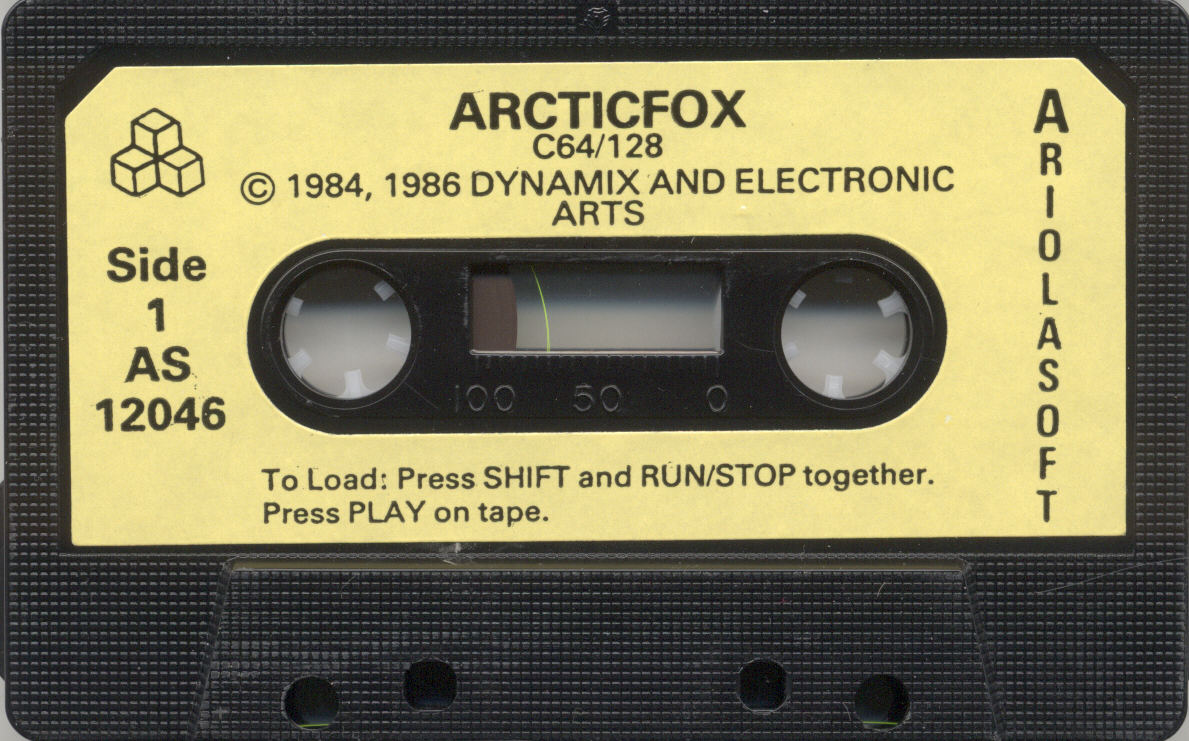 ARCTICFOX
C64/128
© 1984, 1986 DYNAMIX AND ELECTRONIC
ARTS
Side
1
AS
12046
100 50 0
To Load: Press SHIFT and RUN/STOP together.
Press PLAY on tape.
ARIOLASOFT